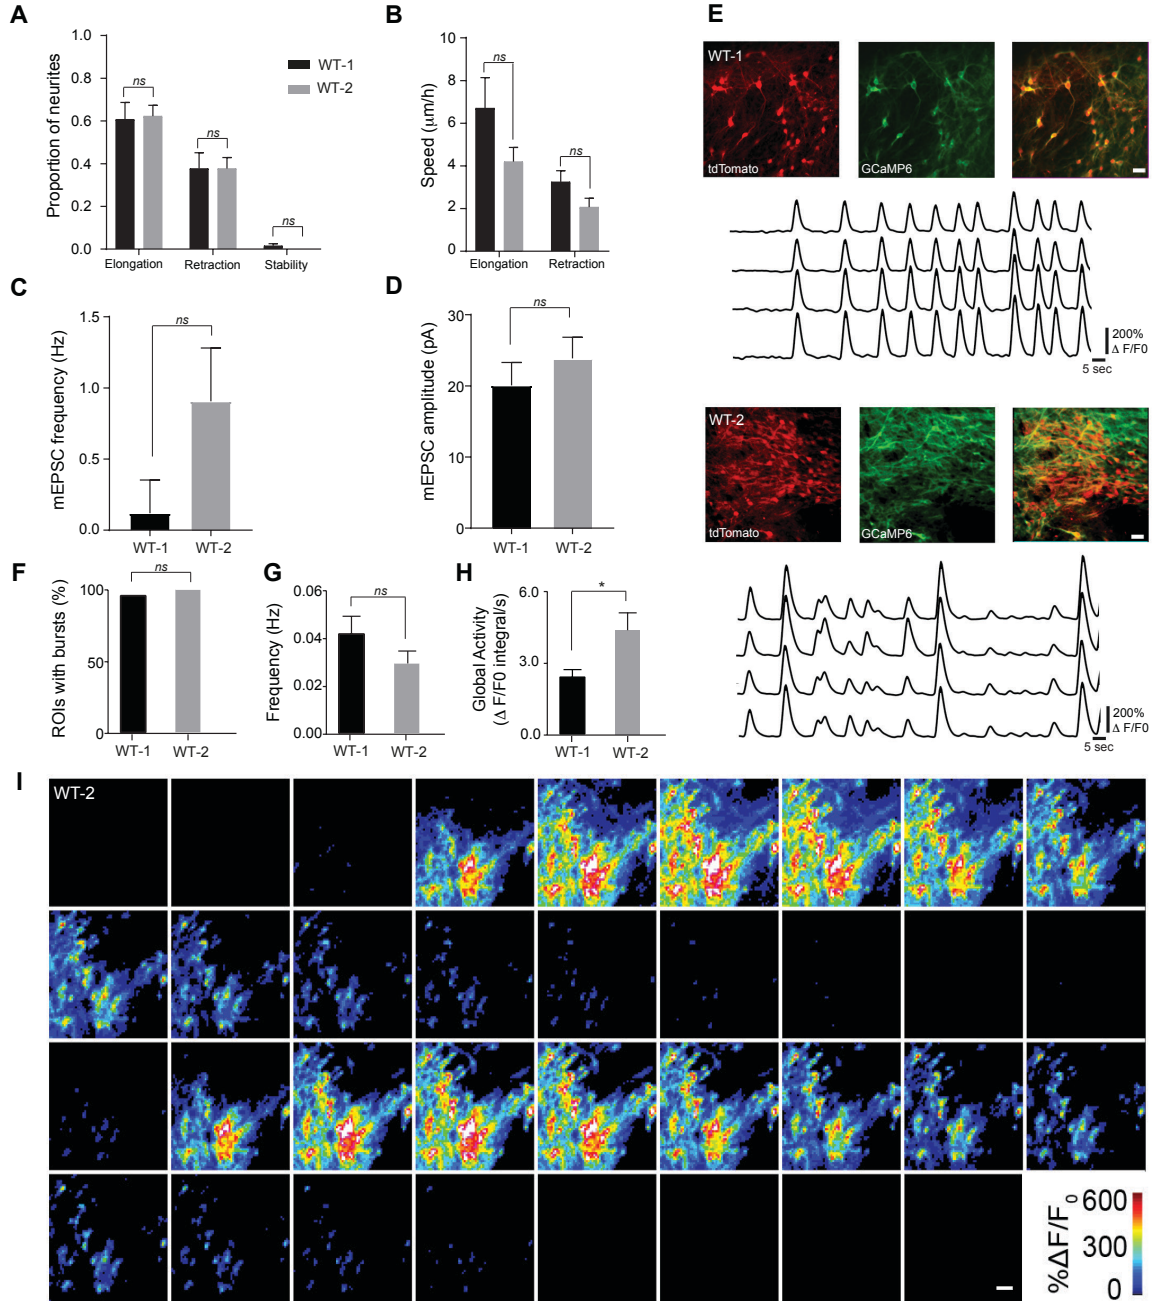 A
Proportion of neurites
1.0
0.8
0.6
0.4
0.2
0.0
ns
ns
ns
Elongation
Retraction
Stability
WT-1
WT-2
B
Speed (μm/h)
10
8
6
4
2
0
ns
ns
Elongation
Retraction
C
mEPSC frequency (Hz)
1.5
1.0
0.5
0.0
ns
WT-1
WT-2
D
mEPSC amplitude (pA)
30
20
10
0
ns
WT-1
WT-2
E
WT-1
tdTomato
GCaMP6
200%
Δ F/F0
5 sec
WT-2
tdTomato
GCaMP6
200%
Δ F/F0
5 sec
F
ROIs with bursts (%)
100
50
0
ns
WT-1
WT-2
G
Frequency (Hz)
0.06
0.04
0.02
0.00
ns
WT-1
WT-2
H
Global Activity
(Δ F/F0 integral/s)
6.0
3.0
0.0
*
WT-1
WT-2
I
WT-2
%ΔF/F0
600
300
0